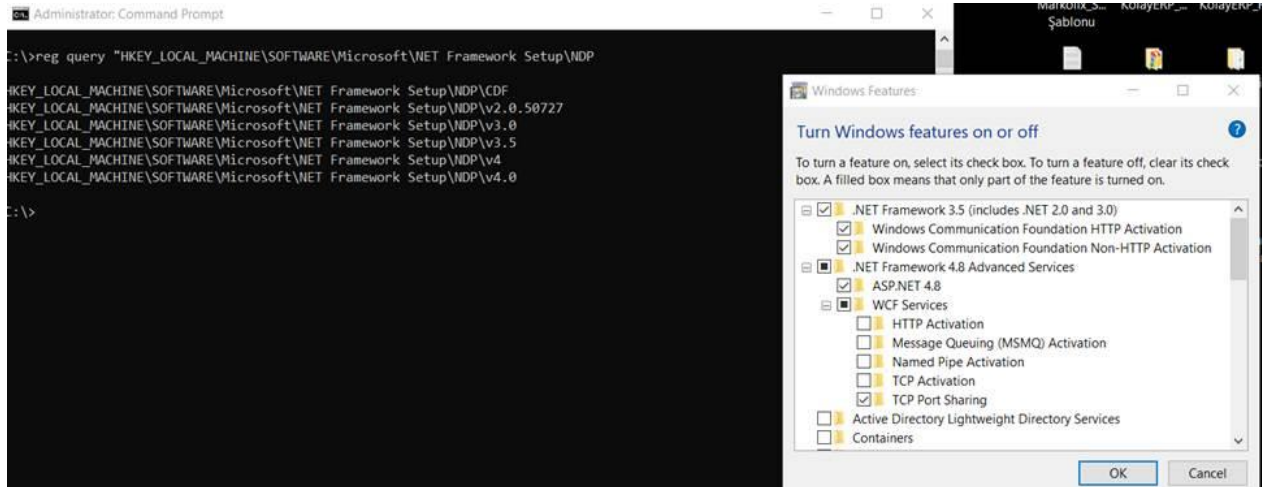 Administrator: Command Prompt
:\>reg query "HKEY_LOCAL_MACHINE\SOFTWARE\Microsoft\NET Framework Setup\NDP
HKEY_LOCAL_MACHINE\SOFTWARE\Microsoft\NET Framework Setup\NDP\CDF
HKEY_LOCAL_MACHINE\SOFTWARE\Microsoft\NET Framework Setup\NDP\v2.0.50727
HKEY_LOCAL_MACHINE\SOFTWARE\Microsoft\NET Framework Setup\NDP\v3.0
HKEY_LOCAL_MACHINE\SOFTWARE\Microsoft\NET Framework Setup\NDP\v3.5
HKEY_LOCAL_MACHINE\SOFTWARE\Microsoft\NET Framework Setup\NDP\v4
HKEY_LOCAL_MACHINE\SOFTWARE\Microsoft\NET Framework Setup\NDP\v4.0
:\>
KolayERP_...
Şablonu
Windows Features
Turn Windows features on or off
To turn a feature on, select its check box. To turn a feature off, clear its check
box. A filled box means that only part of the feature is turned on.
.NET Framework 3.5 (includes .NET 2.0 and 3.0)
Windows Communication Foundation HTTP Activation
Windows Communication Foundation Non-HTTP Activation
.NET Framework 4.8 Advanced Services
ASP.NET 4.8
WCF Services
HTTP Activation
Message Queuing (MSMQ) Activation
Named Pipe Activation
TCP Activation
TCP Port Sharing
Active Directory Lightweight Directory Services
Containers
OK Cancel